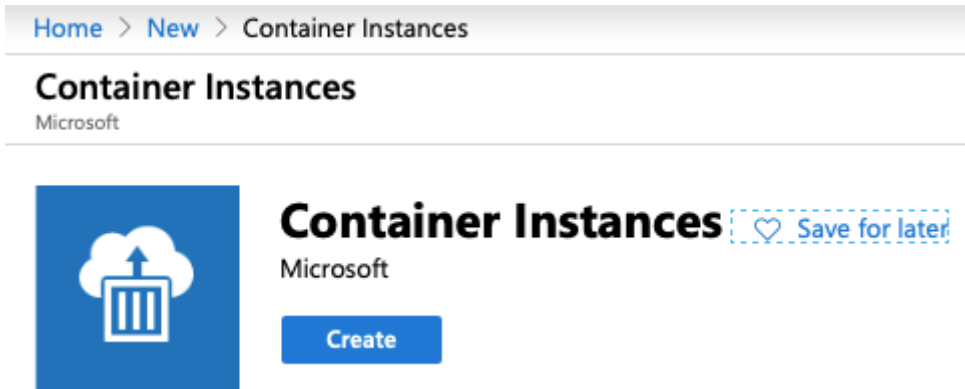 Home > New > Container Instances
Container Instances
Microsoft
Container Instances Save for later
Microsoft
Create